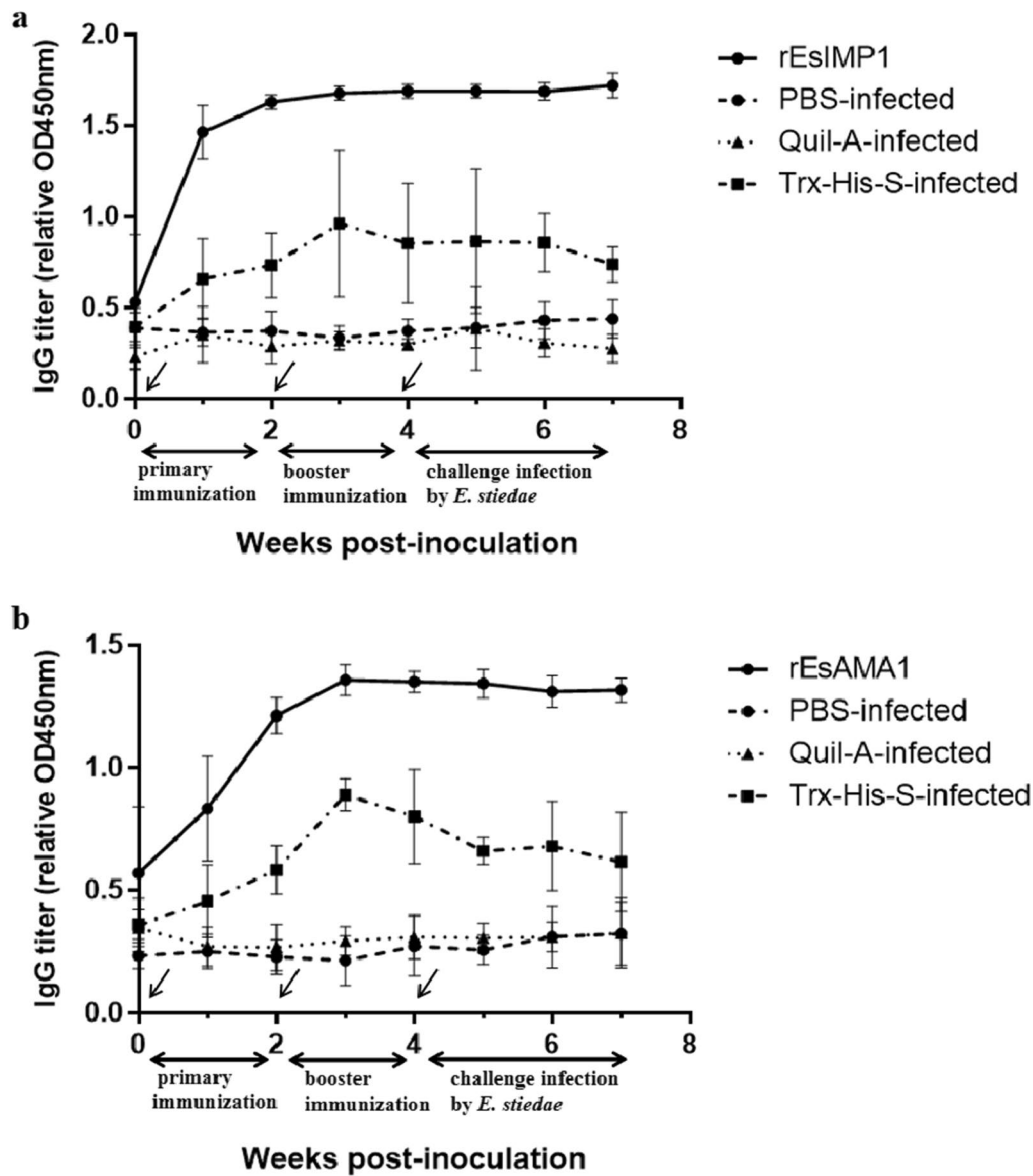 a
2.0
1.5
1.0
0.5
0.0
IgG titer (relative OD450nm)
0 2 4 6 8
primary immunization
booster immunization
challenge infection by E. stiedae
Weeks post-inoculation
rEsIMP1
PBS-infected
Quil-A-infected
Trx-His-S-infected
b
1.5
1.0
0.5
0.0
IgG titer (relative OD450nm)
0 2 4 6 8
primary immunization
booster immunization
challenge infection by E. stiedae
Weeks post-inoculation
rEsAMA1
PBS-infected
Quil-A-infected
Trx-His-S-infected